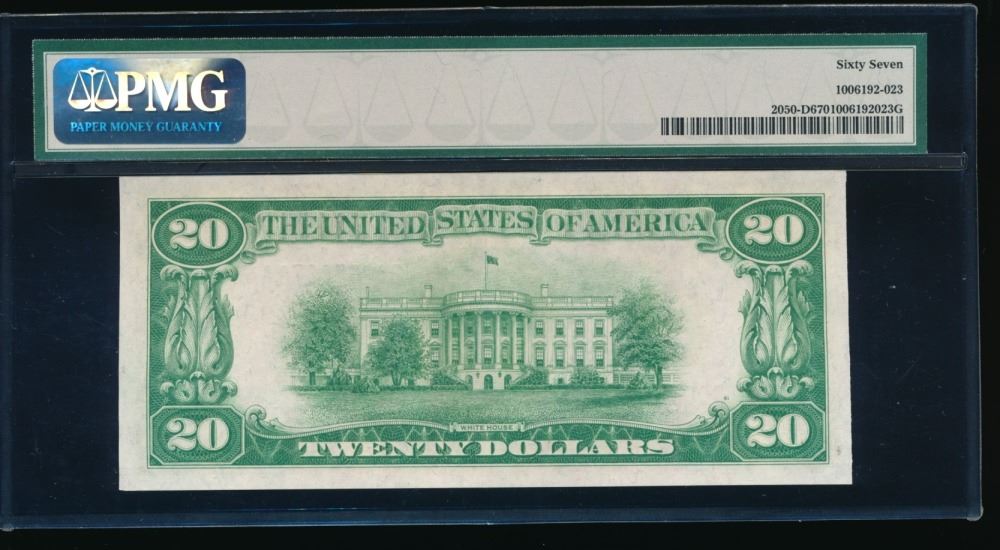 PMG
PAPER MONEY GUARANTY
Sixty Seven
1006192-023
2050-D6701006192023G
20 THE UNITED STATES OF AMERICA 20
WHITE HOUSE
20 TWENTY DOLLARS 20